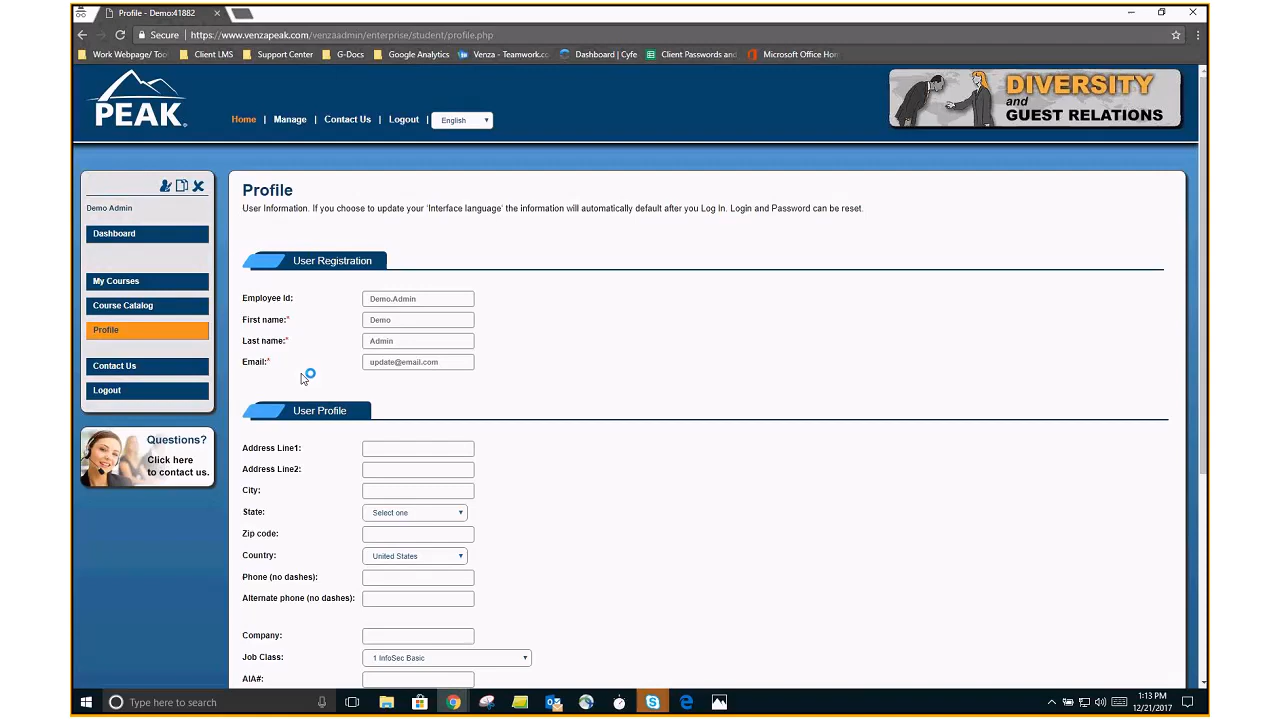 Profile - Demo:41882
Secure | https://www.venzapeak.com/venzaadmin/enterprise/student/profile.php
Work Webpage/ Too
Client LMS
Support Center
G-Docs
Google Analytics
Venza - Teamwork.co
Dashboard | Cyfe
Client Passwords and
Microsoft Office Hom
PEAK®
Home | Manage | Contact Us | Logout | English
DIVERSITY
and
GUEST RELATIONS
Demo Admin
Dashboard
My Courses
Course Catalog
Profile
Contact Us
Logout
Questions?
Click here
to contact us.
Profile
User Information. If you choose to update your 'Interface language' the information will automatically default after you Log In. Login and Password can be reset.
User Registration
Employee Id: Demo.Admin
First name:* Demo
Last name:* Admin
Email:* update@email.com
User Profile
Address Line1:
Address Line2:
City:
State: Select one
Zip code:
Country: United States
Phone (no dashes):
Alternate phone (no dashes):
Company:
Job Class: 1 InfoSec Basic
AIA#:
Type here to search
1:13 PM
12/21/2017